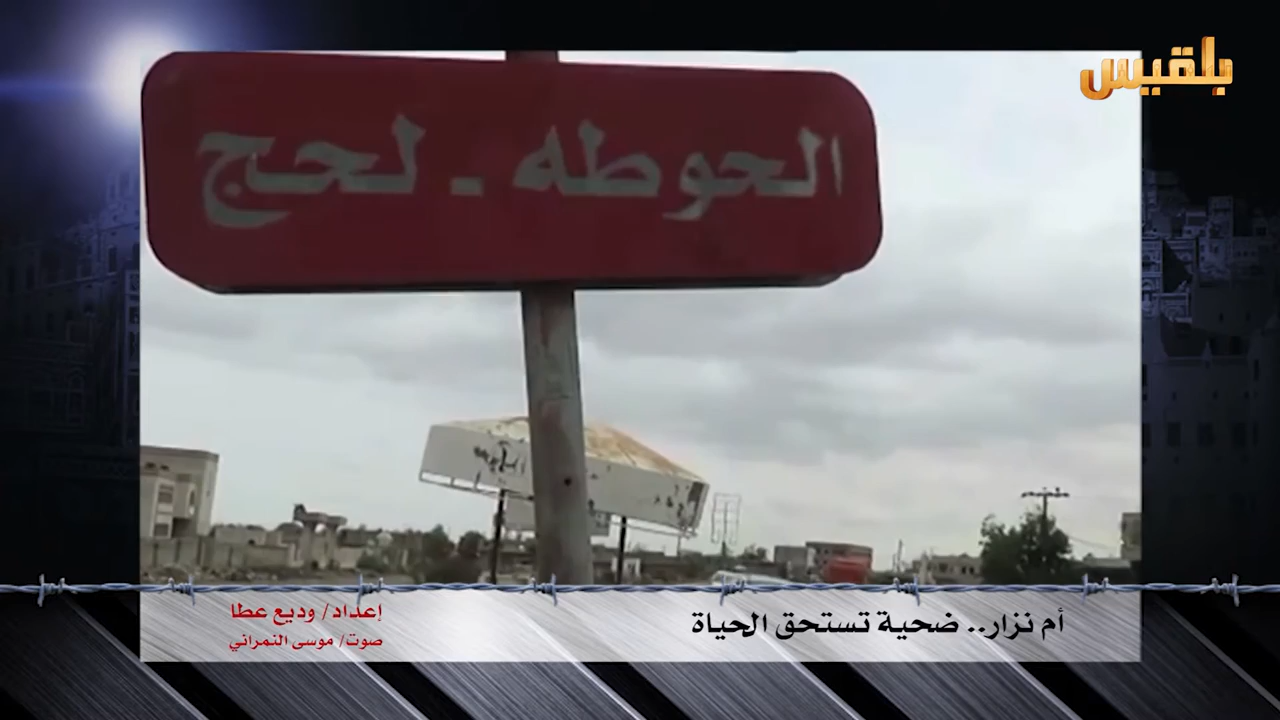 بلقيس
الحوطه - لحج
أم نزار.. ضحية تستحق الحياة
إعداد/ وديع عطا
صوت/ موسى النمراني